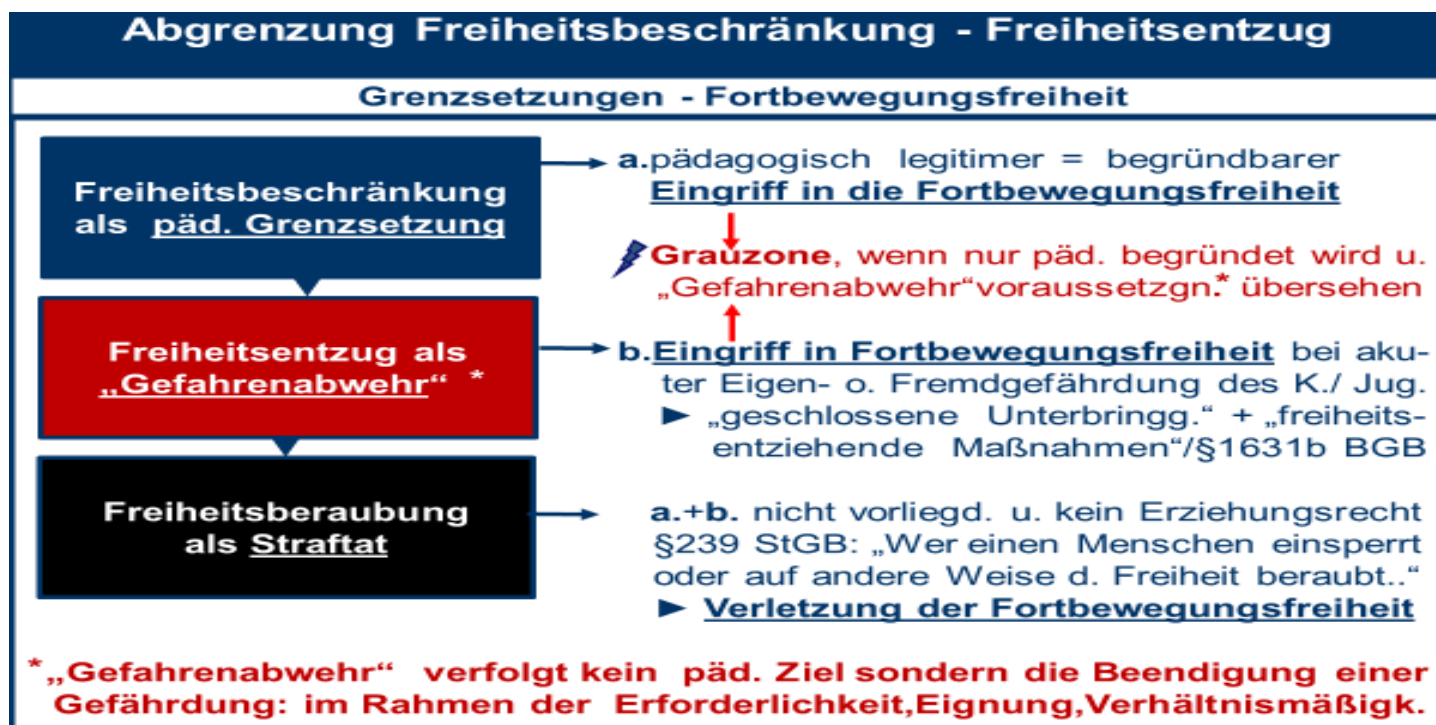 Abgrenzung Freiheitsbeschränkung - Freiheitsentzug
Grenzsetzungen - Fortbewegungsfreiheit
Freiheitsbeschränkung
als päd. Grenzsetzung
a.pädagogisch legitimer = begründbarer
Eingriff in die Fortbewegungsfreiheit
Grauzone, wenn nur päd. begründet wird u.
„Gefahrenabwehr“voraussetzgn.* übersehen
Freiheitsentzug als
„Gefahrenabwehr“ *
b.Eingriff in Fortbewegungsfreiheit bei aku-
ter Eigen- o. Fremdgefährdung des K./ Jug.
► „geschlossene Unterbringg.“ + „freiheits-
entziehende Maßnahmen“/§1631b BGB
Freiheitsberaubung
als Straftat
a.+b. nicht vorliegd. u. kein Erziehungsrecht
§239 StGB: „Wer einen Menschen einsperrt
oder auf andere Weise d. Freiheit beraubt..“
► Verletzung der Fortbewegungsfreiheit
*„Gefahrenabwehr“ verfolgt kein päd. Ziel sondern die Beendigung einer
Gefährdung: im Rahmen der Erforderlichkeit,Eignung,Verhältnismäßigk.